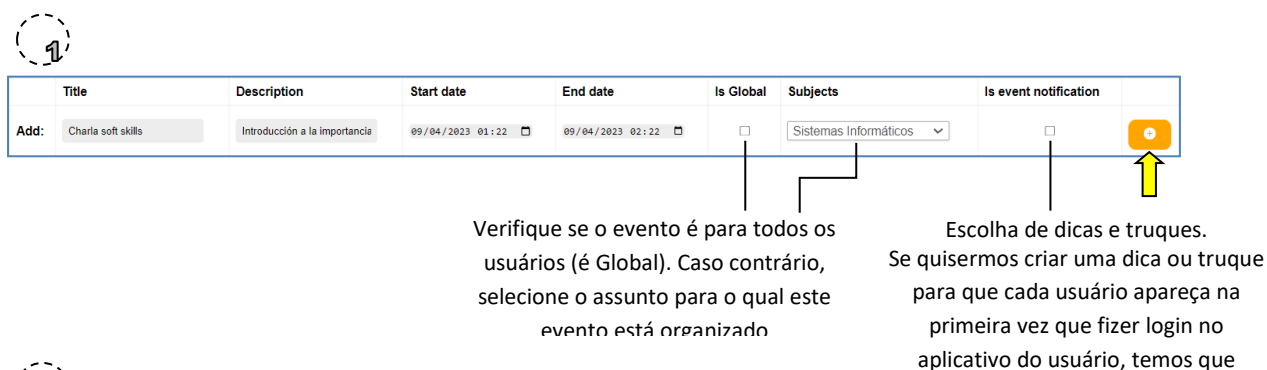 1
Title Description Start date End date Is Global Subjects Is event notification
Add: Charla soft skills Introducción a la importancia 09/04/2023 01:22 09/04/2023 02:22 Sistemas Informáticos
Verifique se o evento é para todos os
usuários (é Global). Caso contrário,
selecione o assunto para o qual este
evento está organizado
Escolha de dicas e truques.
Se quisermos criar uma dica ou truque
para que cada usuário apareça na
primeira vez que fizer login no
aplicativo do usuário, temos que